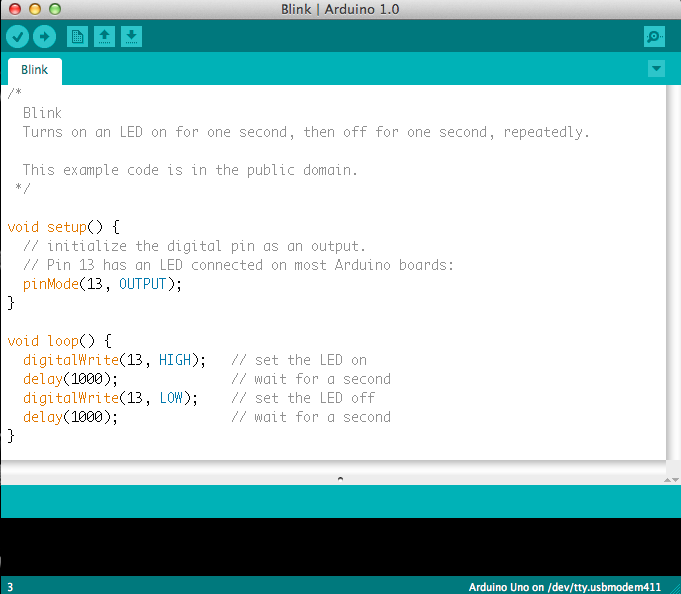 Blink | Arduino 1.0
Blink
/*
  Blink
  Turns on an LED on for one second, then off for one second, repeatedly.

  This example code is in the public domain.
 */

void setup() {
  // initialize the digital pin as an output.
  // Pin 13 has an LED connected on most Arduino boards:
  pinMode(13, OUTPUT);
}

void loop() {
  digitalWrite(13, HIGH);   // set the LED on
  delay(1000);              // wait for a second
  digitalWrite(13, LOW);    // set the LED off
  delay(1000);              // wait for a second
}
3
Arduino Uno on /dev/tty.usbmodem411